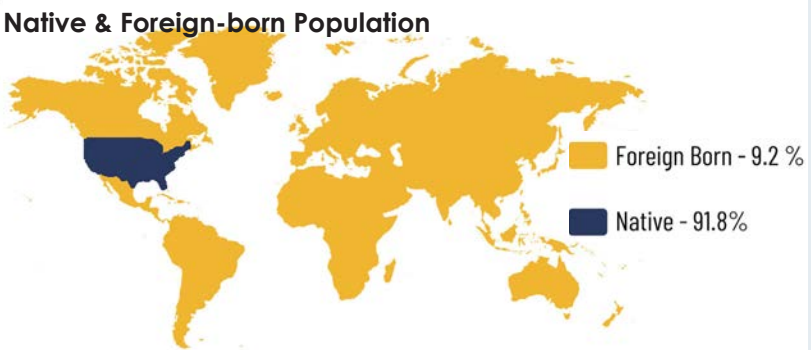 Native & Foreign-born Population
Foreign Born - 9.2 %
Native - 91.8%